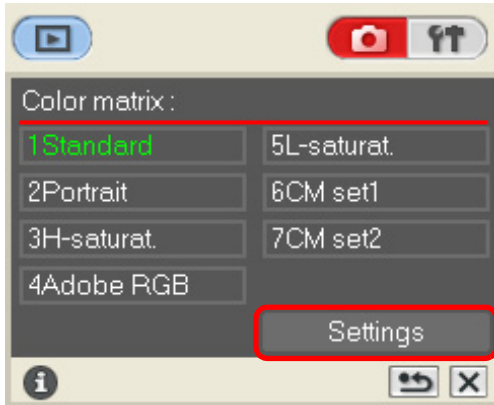 Color matrix :
1Standard
5L-saturat.
2Portrait
6CM set1
3H-saturat.
7CM set2
4Adobe RGB
Settings